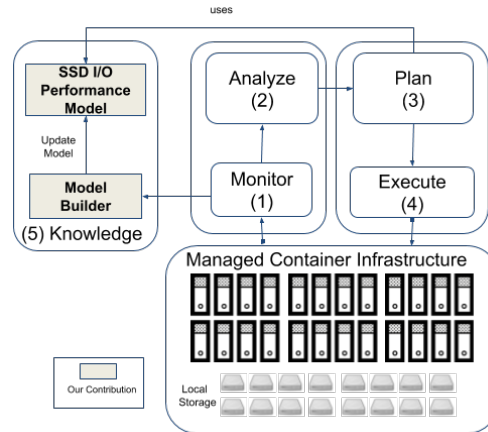 uses
SSD I/O
Performance
Model
Update
Model
Model
Builder
(5) Knowledge
Analyze
(2)
Monitor
(1)
Plan
(3)
Execute
(4)
Managed Container Infrastructure
Local
Storage
Our Contribution